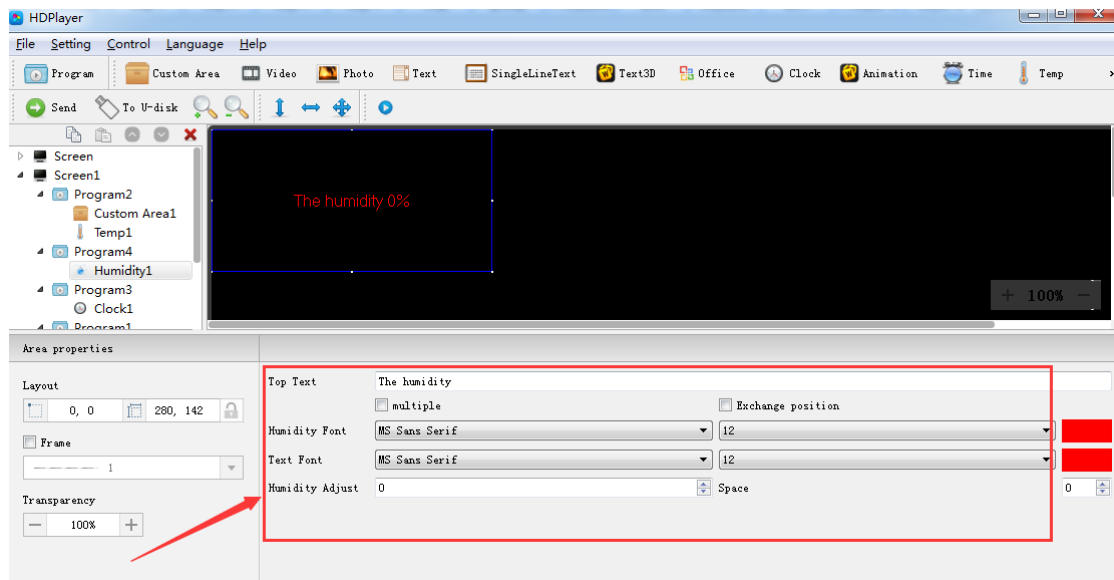 HDPlayer
File Setting Control Language Help
Program Custom Area Video Photo Text SingleLineText Text3D Office Clock Animation Time Temp »
Send To U-disk
Screen
Screen1
Program2
Custom Area1
Temp1
Program4
Humidity1
Program3
Clock1
Program1
The humidity 0%
+ 100% −
Area properties
Layout
0, 0 280, 142
Frame
1
Transparency
− 100% +
Top Text The humidity
multiple Exchange position
Humidity Font MS Sans Serif 12
Text Font MS Sans Serif 12
Humidity Adjust 0 Space 0